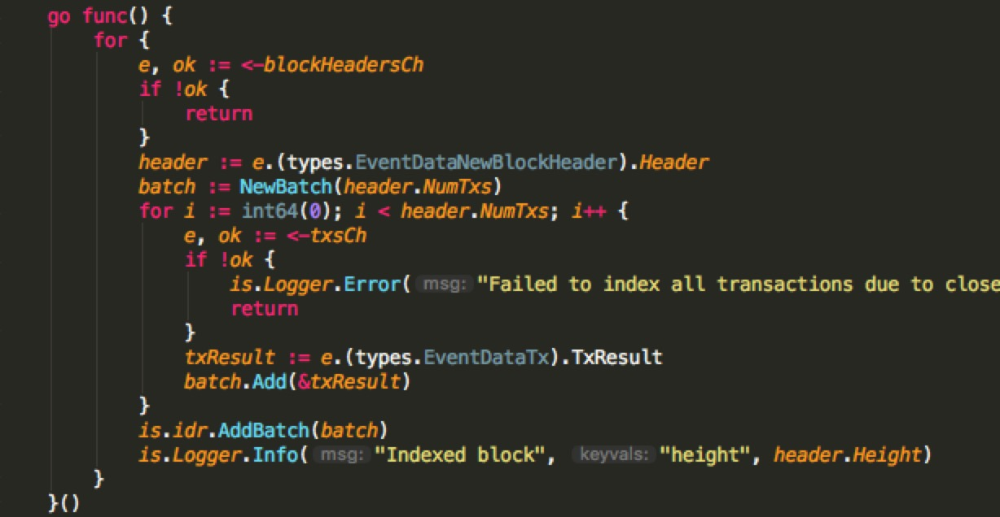 go func() {
    for {
        e, ok := <-blockHeadersCh
        if !ok {
            return
        }
        header := e.(types.EventDataNewBlockHeader).Header
        batch := NewBatch(header.NumTxs)
        for i := int64(0); i < header.NumTxs; i++ {
            e, ok := <-txsCh
            if !ok {
                is.Logger.Error( msg: "Failed to index all transactions due to close
                return
            }
            txResult := e.(types.EventDataTx).TxResult
            batch.Add(&txResult)
        }
        is.idr.AddBatch(batch)
        is.Logger.Info( msg: "Indexed block", keyvals: "height", header.Height)
    }
}()